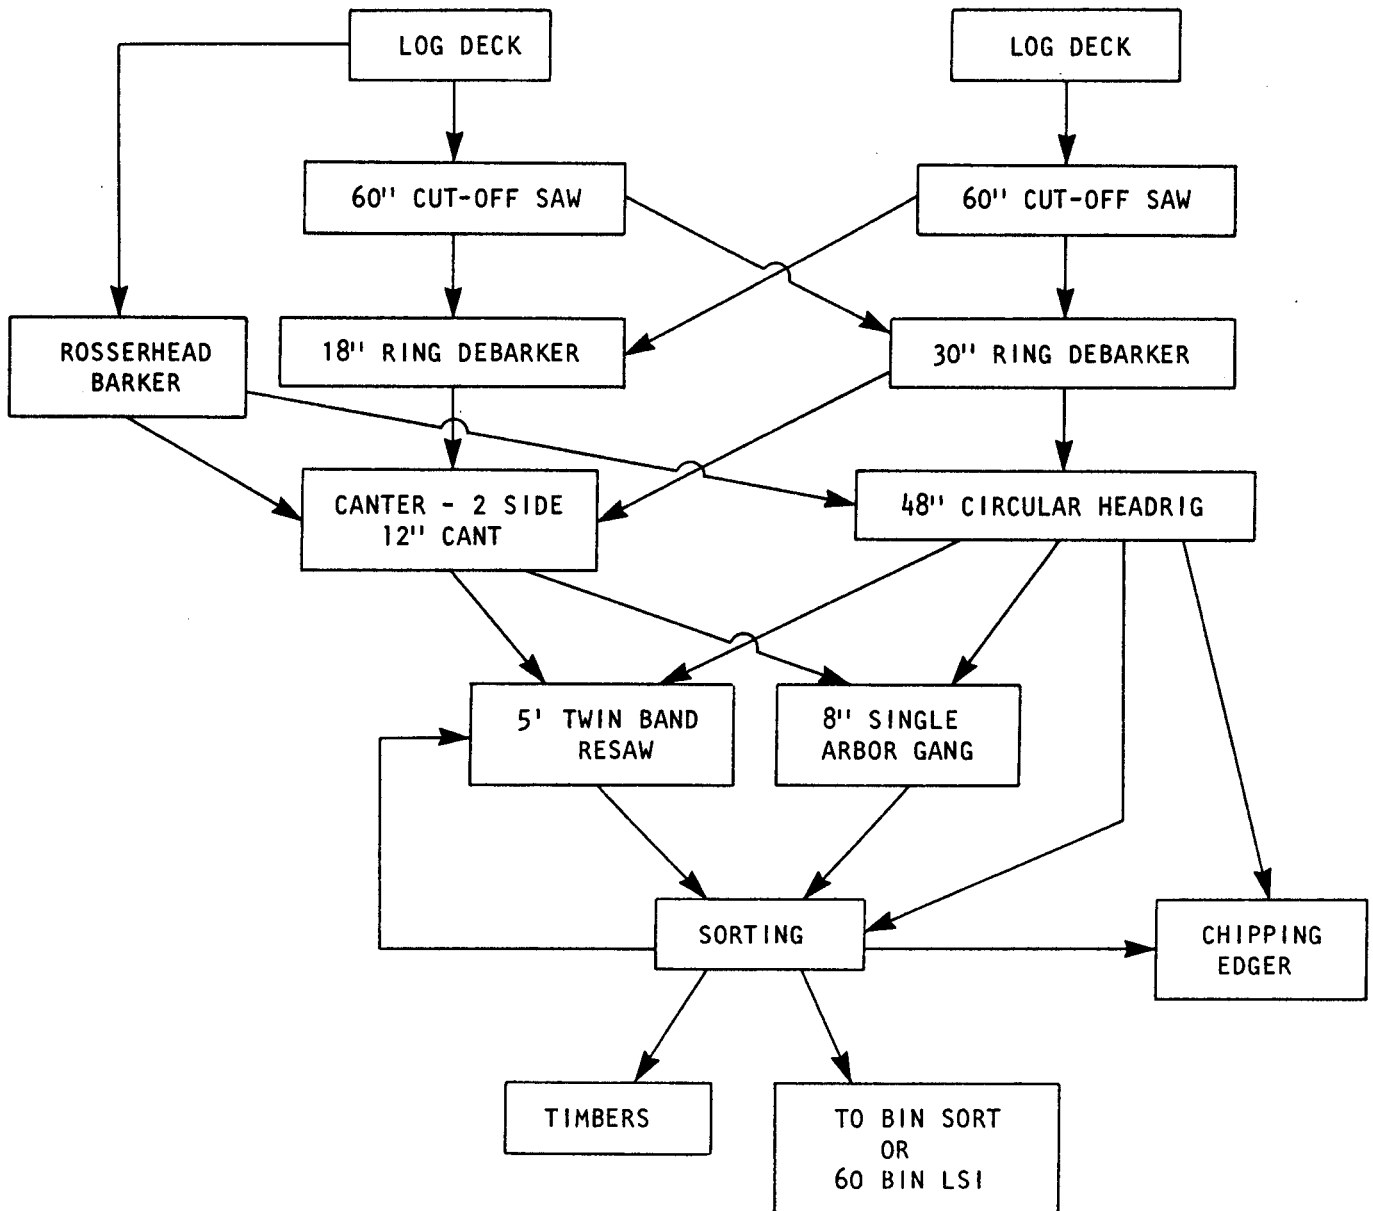 LOG DECK
LOG DECK
60" CUT-OFF SAW
60" CUT-OFF SAW
ROSSERHEAD
BARKER
18" RING DEBARKER
30" RING DEBARKER
CANTER - 2 SIDE
12" CANT
48" CIRCULAR HEADRIG
5' TWIN BAND
RESAW
8" SINGLE
ARBOR GANG
SORTING
CHIPPING
EDGER
TIMBERS
TO BIN SORT
OR
60 BIN LSI